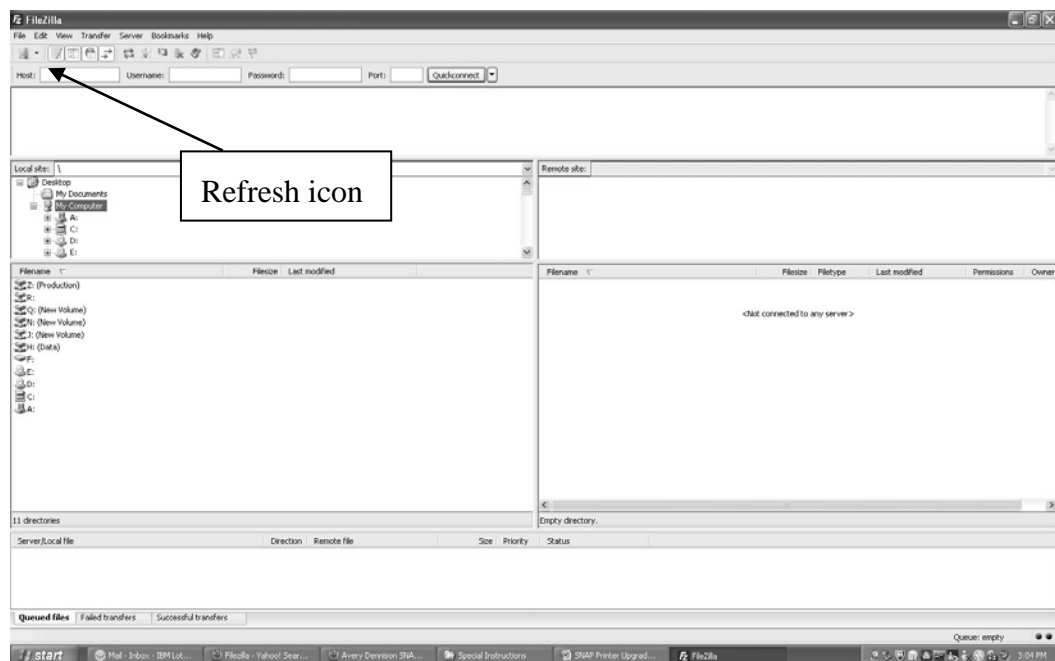 FileZilla
File Edit View Transfer Server Bookmarks Help
Host: Username: Password: Port: Quickconnect
Refresh icon
Local site: \
Desktop
My Documents
My Computer
A:
C:
D:
E:
Remote site:
Filename Filesize Last modified
Z: (Production)
R:
Q: (New Volume)
N: (New Volume)
J: (New Volume)
H: (Data)
F:
E:
D:
C:
A:
11 directories
Filename Filesize Filetype Last modified Permissions Owner
<Not connected to any server>
Empty directory.
Server/Local file Direction Remote file Size Priority Status
Queued files Failed transfers Successful transfers
Queue: empty
start Mail - Inbox - IBM Lot... Filezilla - Yahoo! Sear... Avery Dennison SNA... Special Instructions SNAP Printer Upgrad... FileZilla 3:04 PM